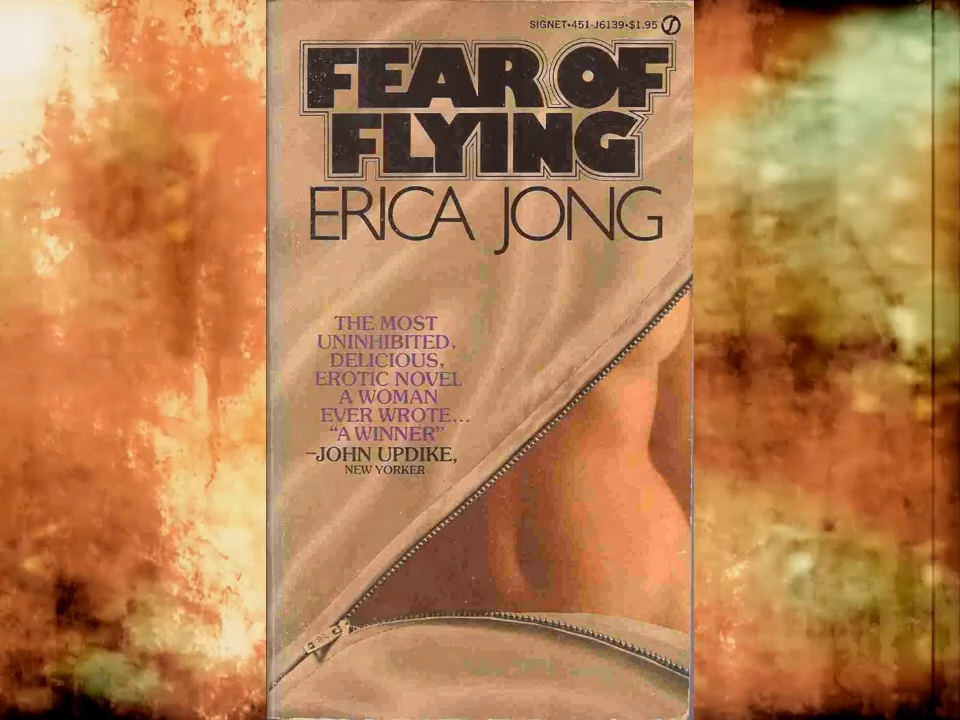 SIGNET•451-J6139•$1.95
FEAR OF
FLYING
ERICA JONG
THE MOST
UNINHIBITED,
DELICIOUS,
EROTIC NOVEL
A WOMAN
EVER WROTE...
“A WINNER”
–JOHN UPDIKE,
NEW YORKER